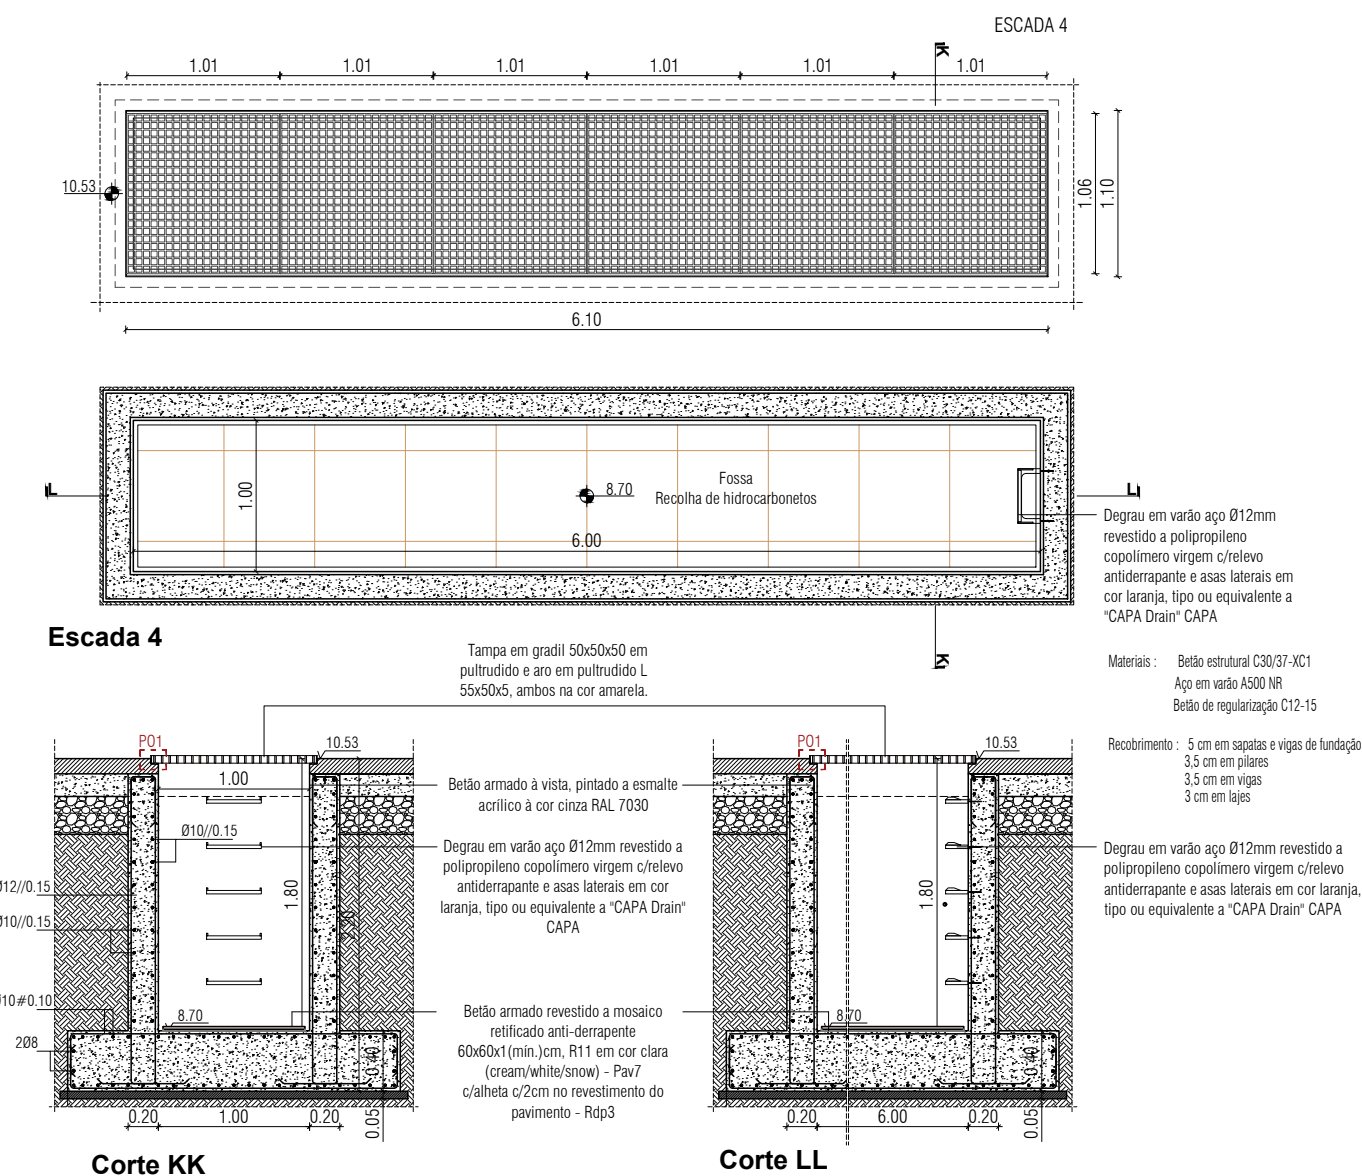 ESCADA 4
K
1.01 1.01 1.01 1.01 1.01 1.01
10.53
1.06
1.10
6.10
L
1.00
8.70
Fossa
Recolha de hidrocarbonetos
6.00
L
Degrau em varão aço Ø12mm
revestido a polipropileno
copolímero virgem c/relevo
antiderrapante e asas laterais em
cor laranja, tipo ou equivalente a
"CAPA Drain" CAPA
Escada 4
K
Tampa em gradil 50x50x50 em
pultrudido e aro em pultrudido L
55x50x5, ambos na cor amarela.
Materiais : Betão estrutural C30/37-XC1
Aço em varão A500 NR
Betão de regularização C12-15
Recobrimento : 5 cm em sapatas e vigas de fundação
3,5 cm em pilares
3,5 cm em vigas
3 cm em lajes
P01
10.53
1.00
Ø10//0.15
Ø12//0.15
Ø10//0.15
1.80
Ø10#0.10
8.70
2Ø8
0.40
0.20 1.00 0.20
0.05
Corte KK
Betão armado à vista, pintado a esmalte
acrílico à cor cinza RAL 7030
Degrau em varão aço Ø12mm revestido a
polipropileno copolímero virgem c/relevo
antiderrapante e asas laterais em cor
laranja, tipo ou equivalente a "CAPA Drain"
CAPA
Betão armado revestido a mosaico
retificado anti-derrapente
60x60x1(mín.)cm, R11 em cor clara
(cream/white/snow) - Pav7
c/alheta c/2cm no revestimento do
pavimento - Rdp3
P01
10.53
1.80
8.70
0.40
0.20 6.00 0.20
0.05
Corte LL
Degrau em varão aço Ø12mm revestido a
polipropileno copolímero virgem c/relevo
antiderrapante e asas laterais em cor laranja,
tipo ou equivalente a "CAPA Drain" CAPA